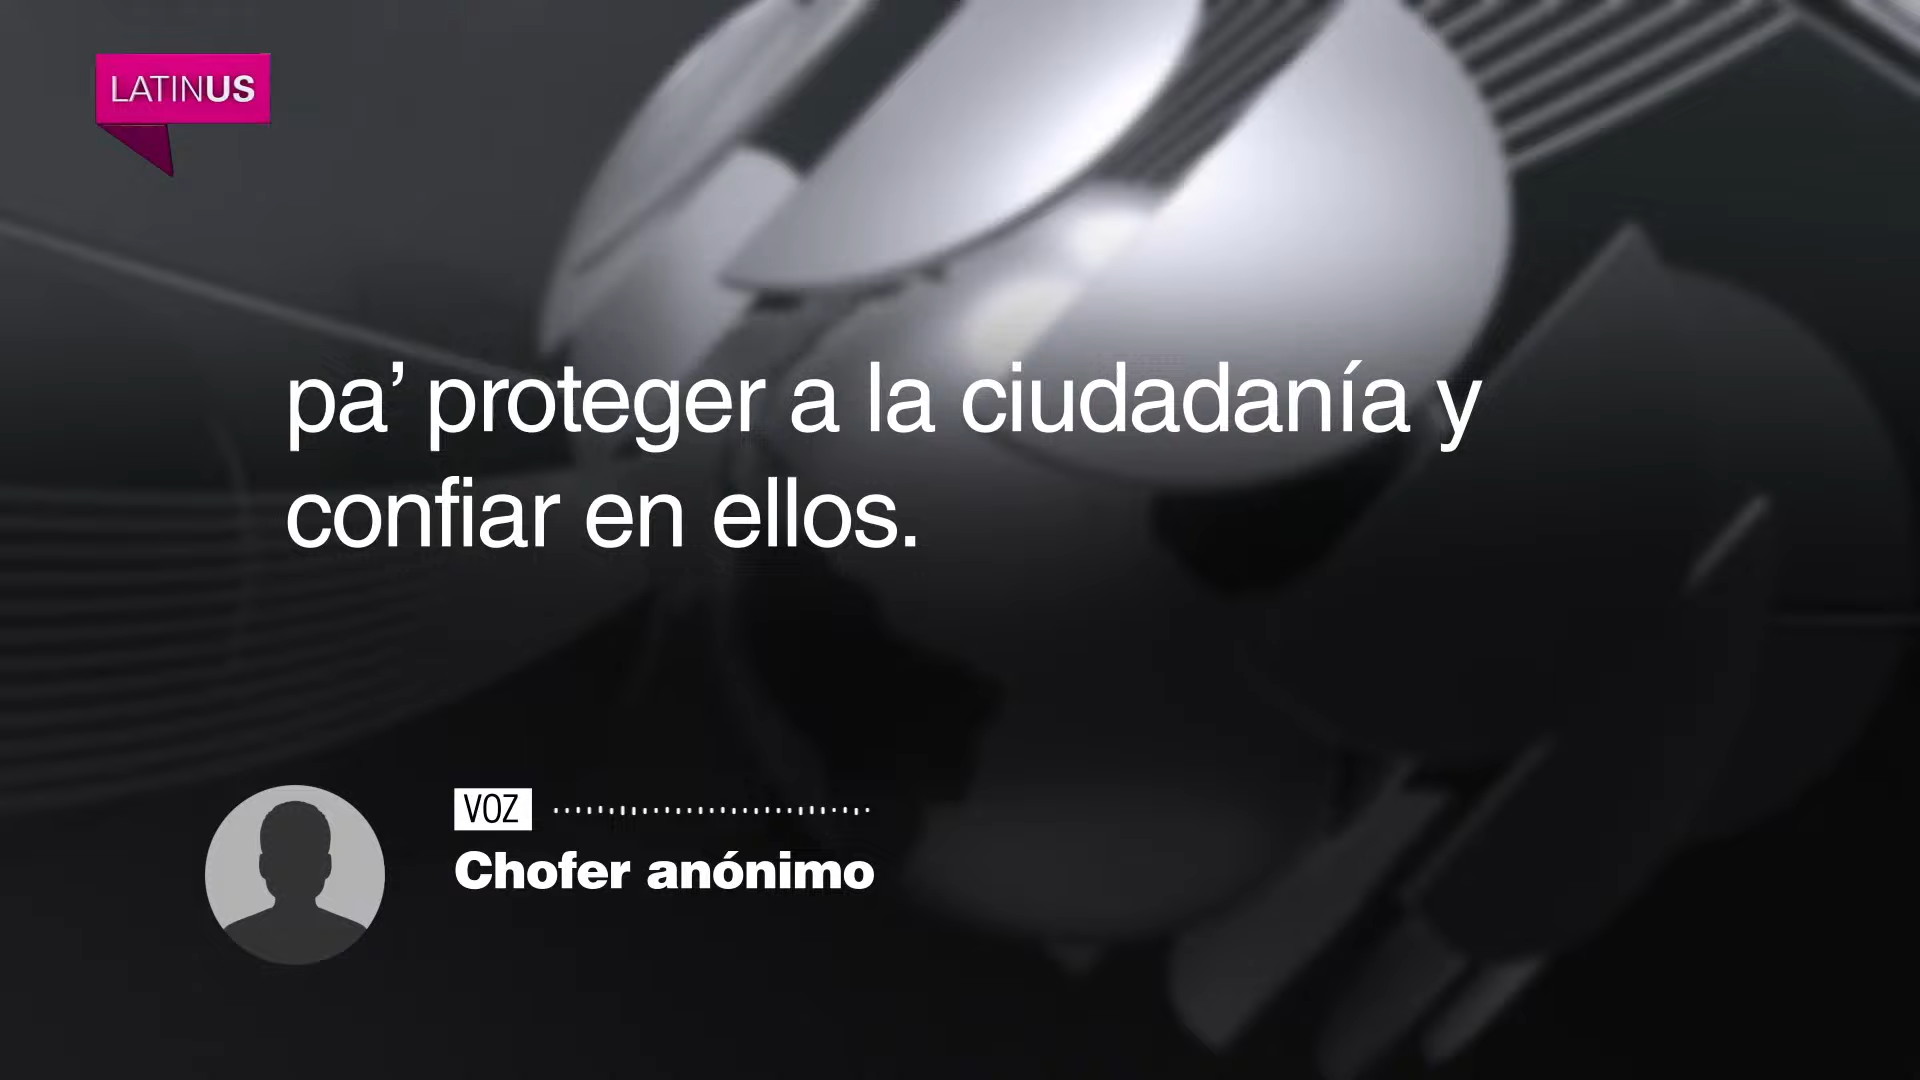 LATINUS
pa’ proteger a la ciudadanía y
confiar en ellos.
VOZ
Chofer anónimo